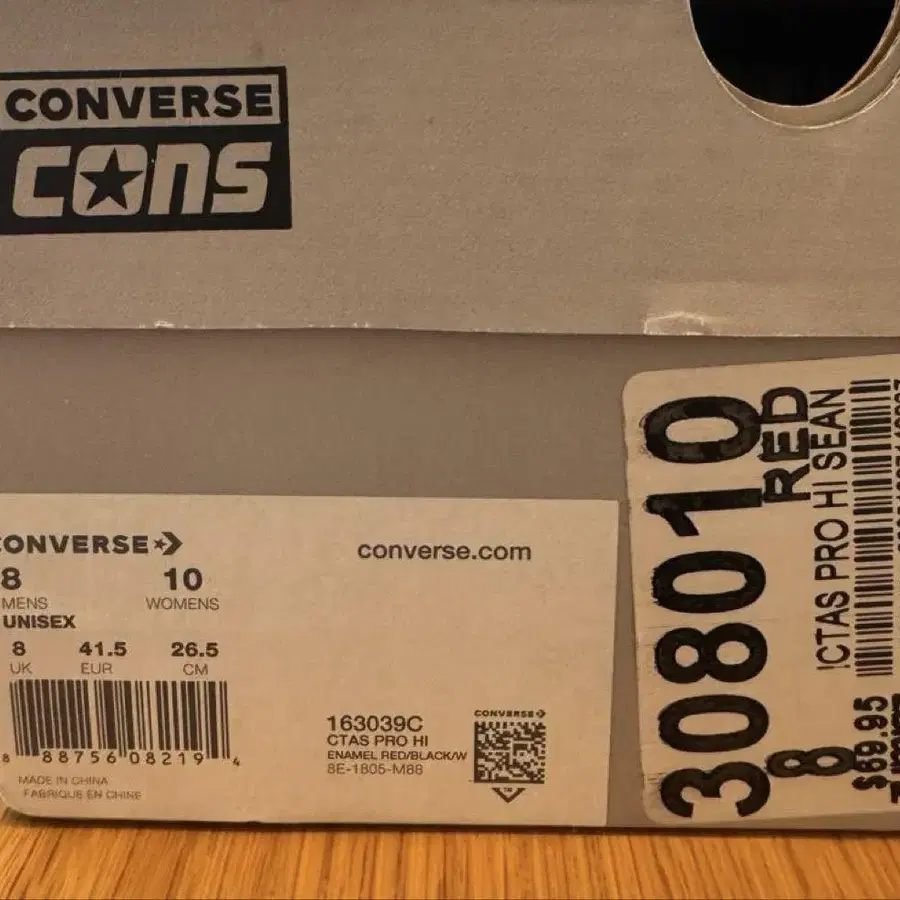 CONVERSE
CONS
CONVERSE
converse.com
8 10
MENS WOMENS
UNISEX
8 41.5 26.5
UK EUR CM
8 88756 08219 4
MADE IN CHINA
FABRIQUE EN CHINE
163039C
CTAS PRO HI
ENAMEL RED/BLACK/W
8E-1805-M88
CONVERSE
TM
308010
RED
8
ICTAS PRO HI SEAN
$69.95